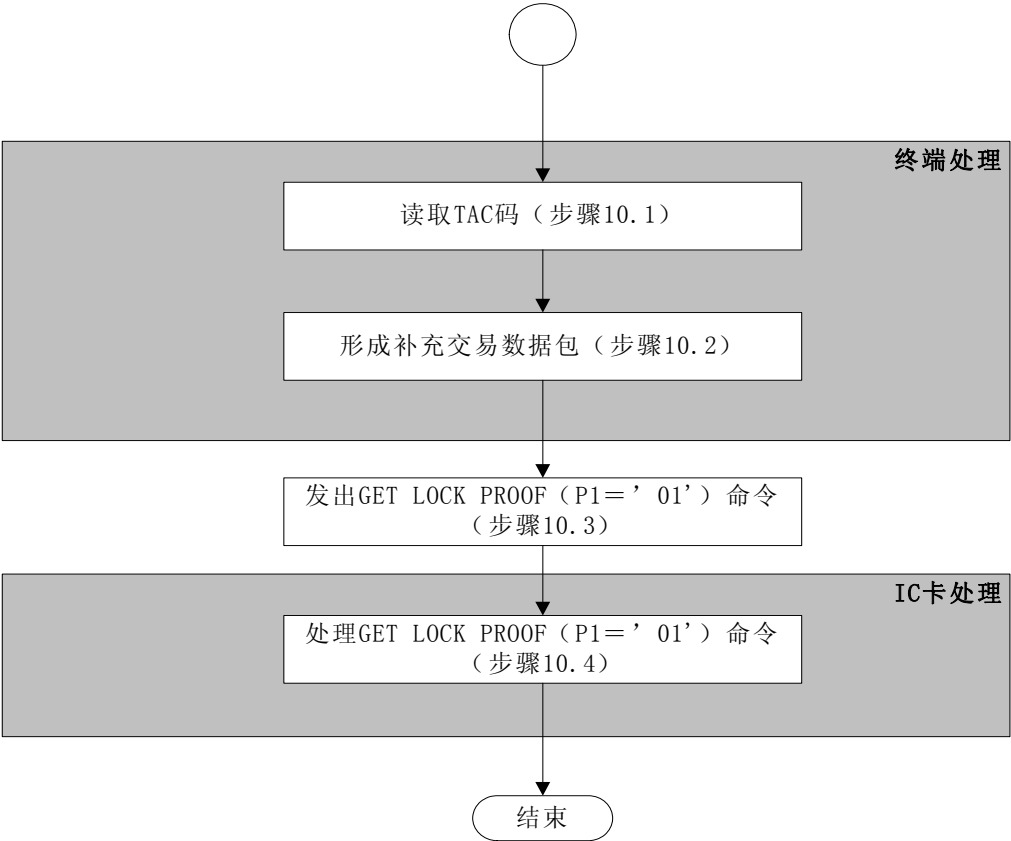 终端处理
读取TAC码（步骤10.1）
形成补充交易数据包（步骤10.2）
发出GET LOCK PROOF（P1＝’01'）命令
（步骤10.3）
IC卡处理
处理GET LOCK PROOF（P1＝’01'）命令
（步骤10.4）
结束